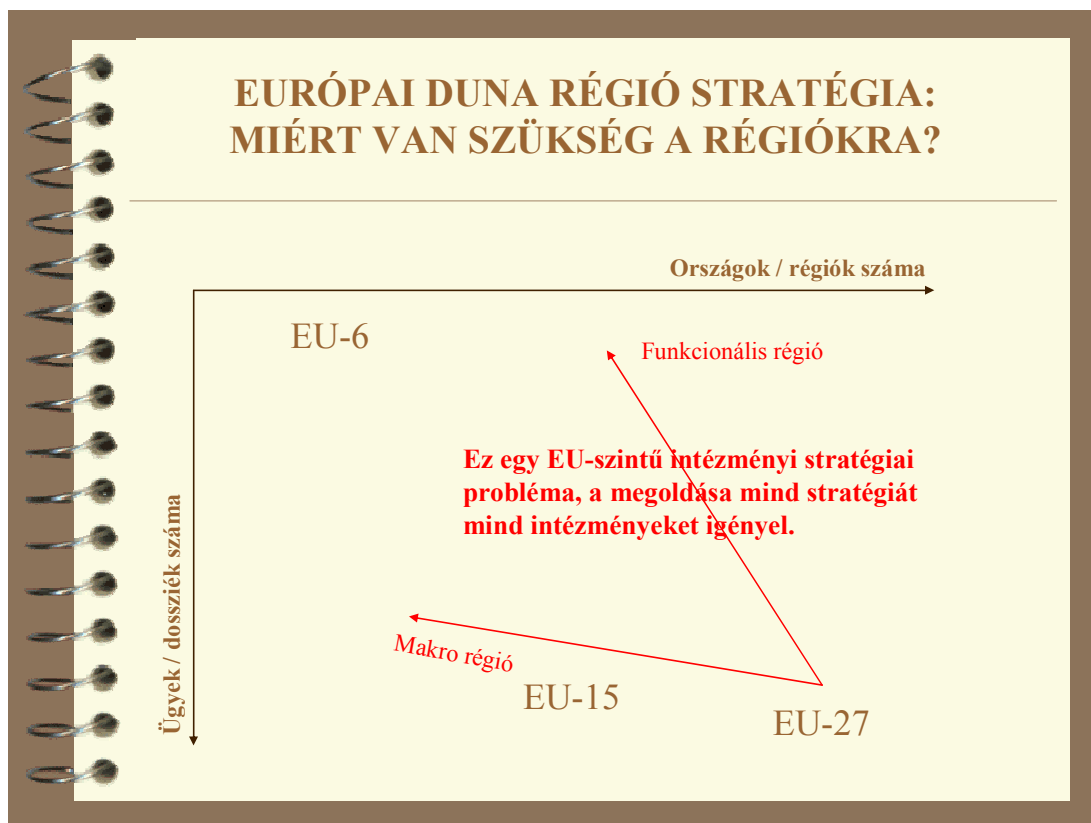 EURÓPAI DUNA RÉGIÓ STRATÉGIA:
MIÉRT VAN SZÜKSÉG A RÉGIÓKRA?
Országok / régiók száma
EU-6
Funkcionális régió
Ez egy EU-szintű intézményi stratégiai
probléma, a megoldása mind stratégiát
mind intézményeket igényel.
Ügyek / dossziék száma
Makro régió
EU-15
EU-27